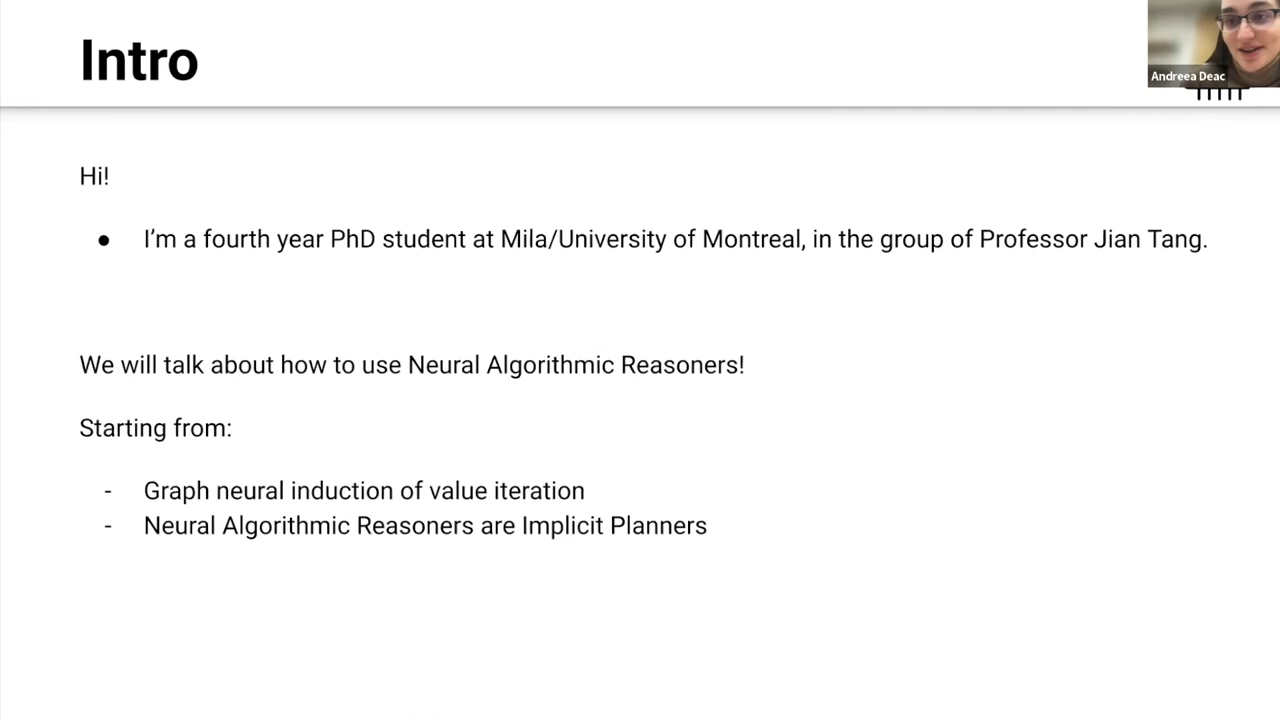 Intro
Andreea Deac
Hi!
● I'm a fourth year PhD student at Mila/University of Montreal, in the group of Professor Jian Tang.
We will talk about how to use Neural Algorithmic Reasoners!
Starting from:
- Graph neural induction of value iteration
- Neural Algorithmic Reasoners are Implicit Planners